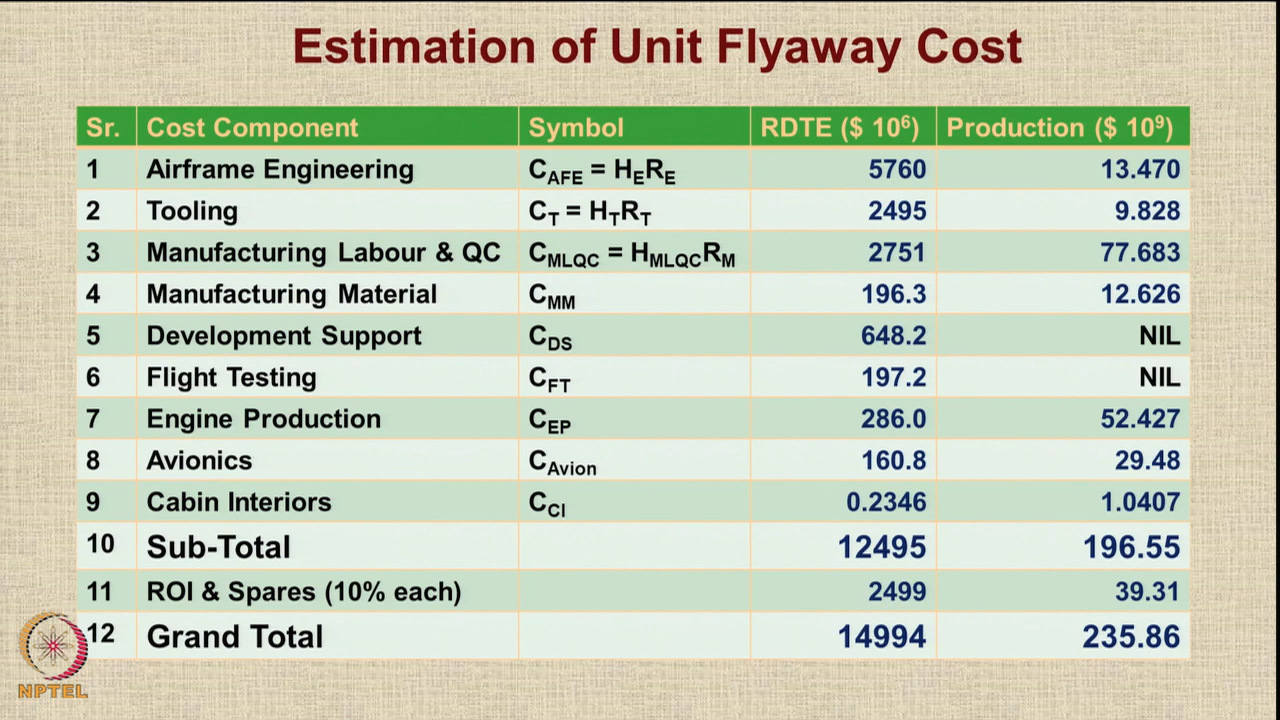 Estimation of Unit Flyaway Cost
Sr. Cost Component Symbol RDTE ($ 10⁶) Production ($ 10⁹)
1 Airframe Engineering C_AFE = H_ER_E 5760 13.470
2 Tooling C_T = H_TR_T 2495 9.828
3 Manufacturing Labour & QC C_MLQC = H_MLQCR_M 2751 77.683
4 Manufacturing Material C_MM 196.3 12.626
5 Development Support C_DS 648.2 NIL
6 Flight Testing C_FT 197.2 NIL
7 Engine Production C_EP 286.0 52.427
8 Avionics C_Avion 160.8 29.48
9 Cabin Interiors C_CI 0.2346 1.0407
10 Sub-Total 12495 196.55
11 ROI & Spares (10% each) 2499 39.31
12 Grand Total 14994 235.86
NPTEL